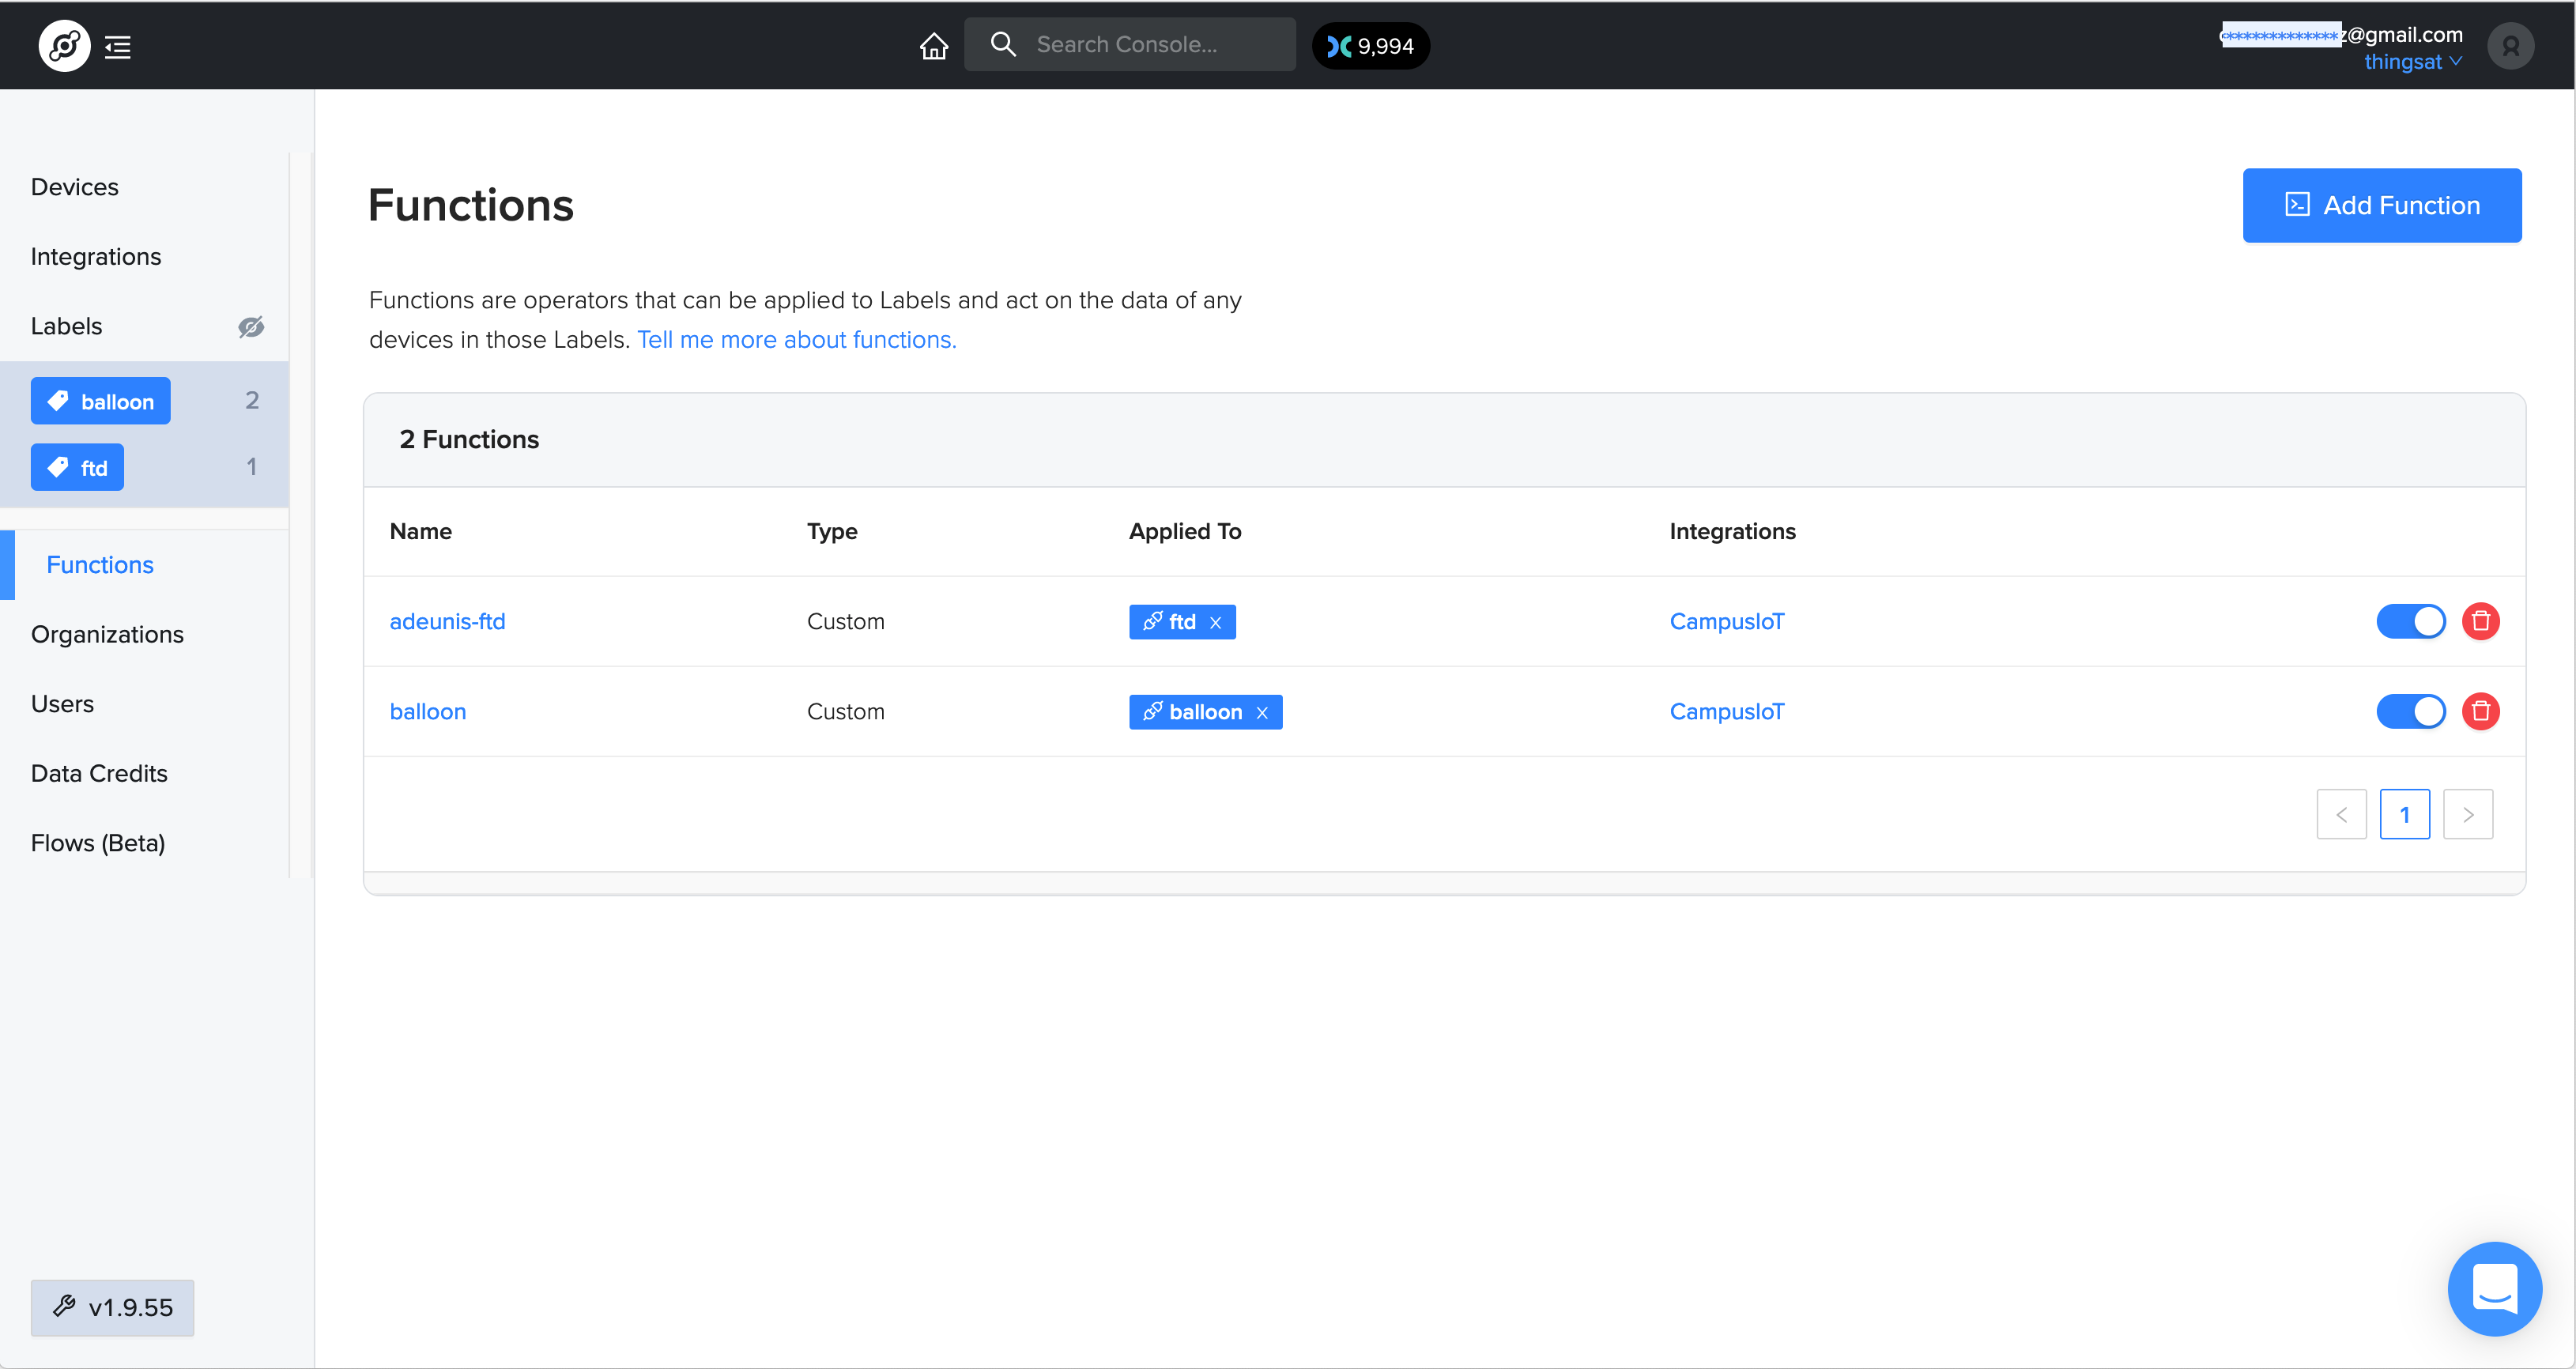 Search Console...
9,994
*************z@gmail.com
thingsat
Devices
Integrations
Labels
balloon 2
ftd 1
Functions
Organizations
Users
Data Credits
Flows (Beta)
v1.9.55
Functions
Add Function
Functions are operators that can be applied to Labels and act on the data of any
devices in those Labels. Tell me more about functions.
2 Functions
Name Type Applied To Integrations
adeunis-ftd Custom ftd x CampusIoT
balloon Custom balloon x CampusIoT
< 1 >